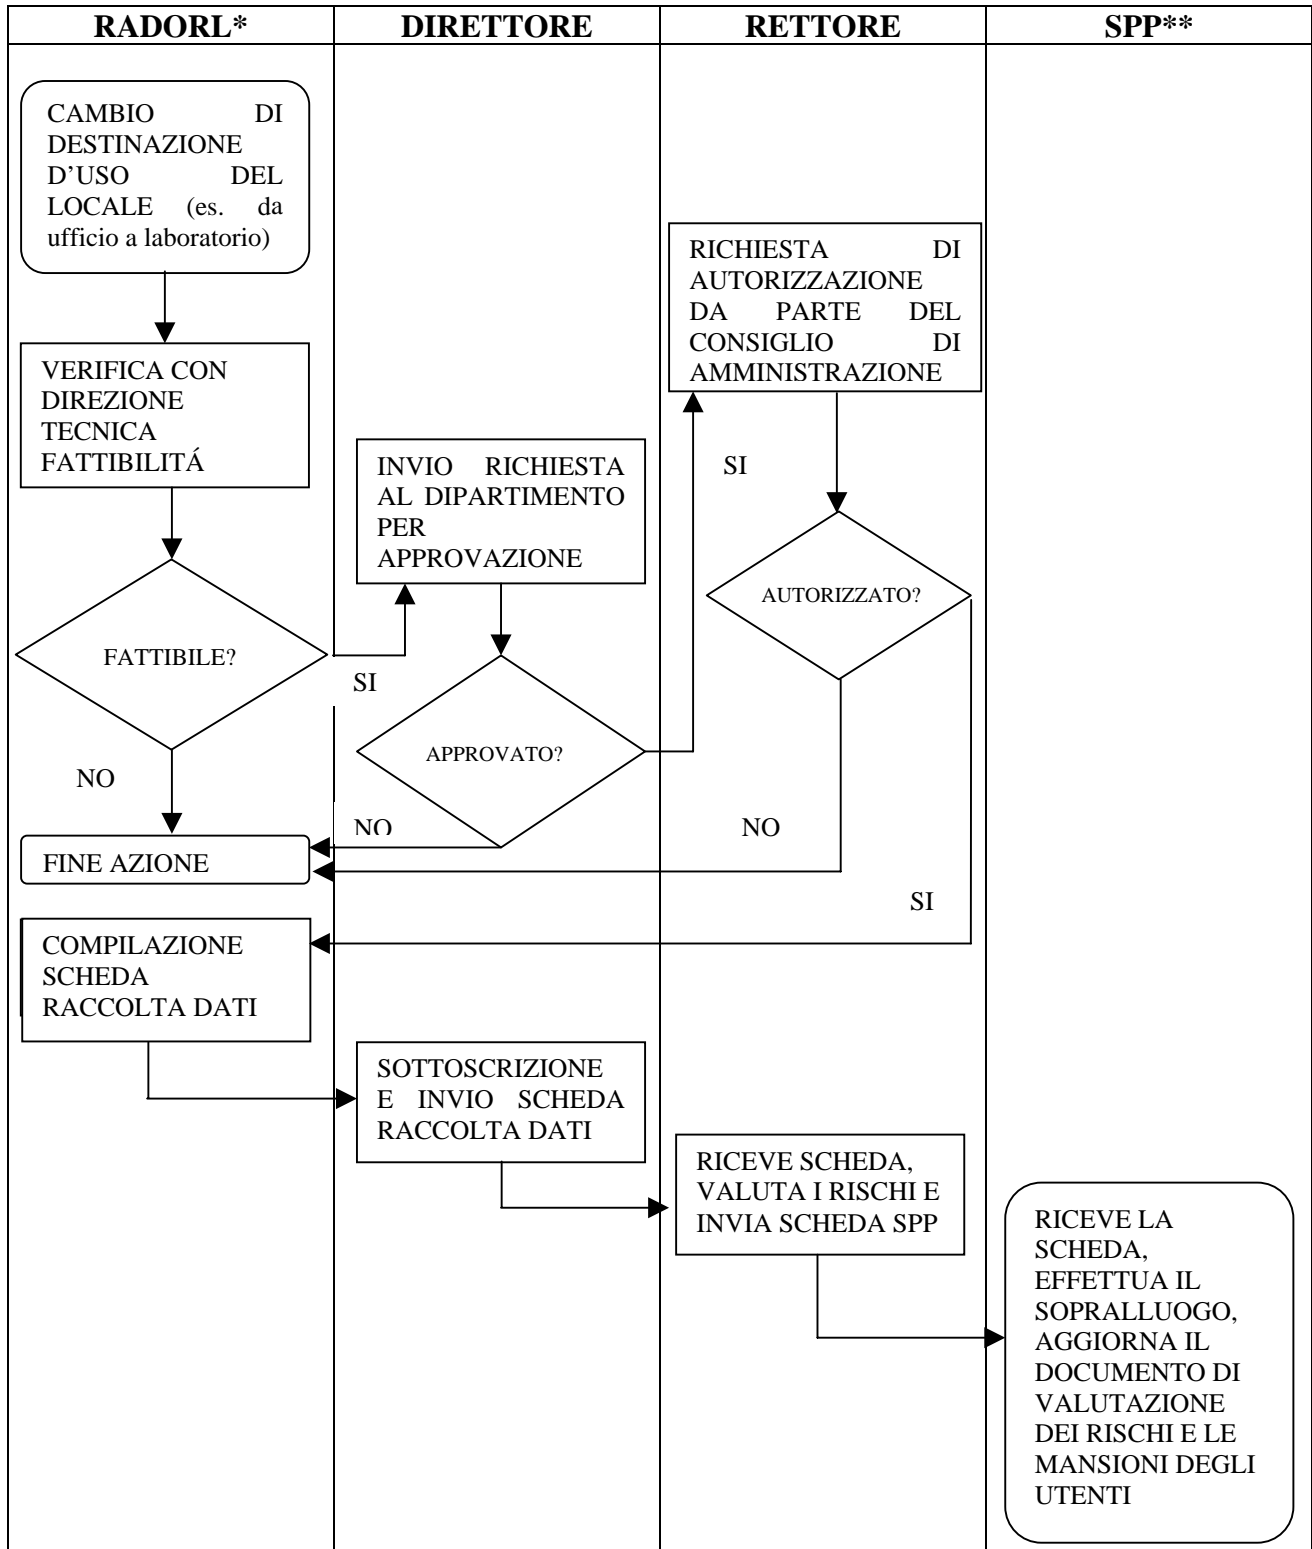 RADORL*
DIRETTORE
RETTORE
SPP**
CAMBIO DI
DESTINAZIONE
D’USO DEL
LOCALE (es. da
ufficio a laboratorio)
VERIFICA CON
DIREZIONE
TECNICA
FATTIBILITÁ
FATTIBILE?
SI
NO
FINE AZIONE
INVIO RICHIESTA
AL DIPARTIMENTO
PER
APPROVAZIONE
APPROVATO?
SI
NO
RICHIESTA DI
AUTORIZZAZIONE
DA PARTE DEL
CONSIGLIO DI
AMMINISTRAZIONE
AUTORIZZATO?
NO
SI
COMPILAZIONE
SCHEDA
RACCOLTA DATI
SOTTOSCRIZIONE
E INVIO SCHEDA
RACCOLTA DATI
RICEVE SCHEDA,
VALUTA I RISCHI E
INVIA SCHEDA SPP
RICEVE LA
SCHEDA,
EFFETTUA IL
SOPRALLUOGO,
AGGIORNA IL
DOCUMENTO DI
VALUTAZIONE
DEI RISCHI E LE
MANSIONI DEGLI
UTENTI